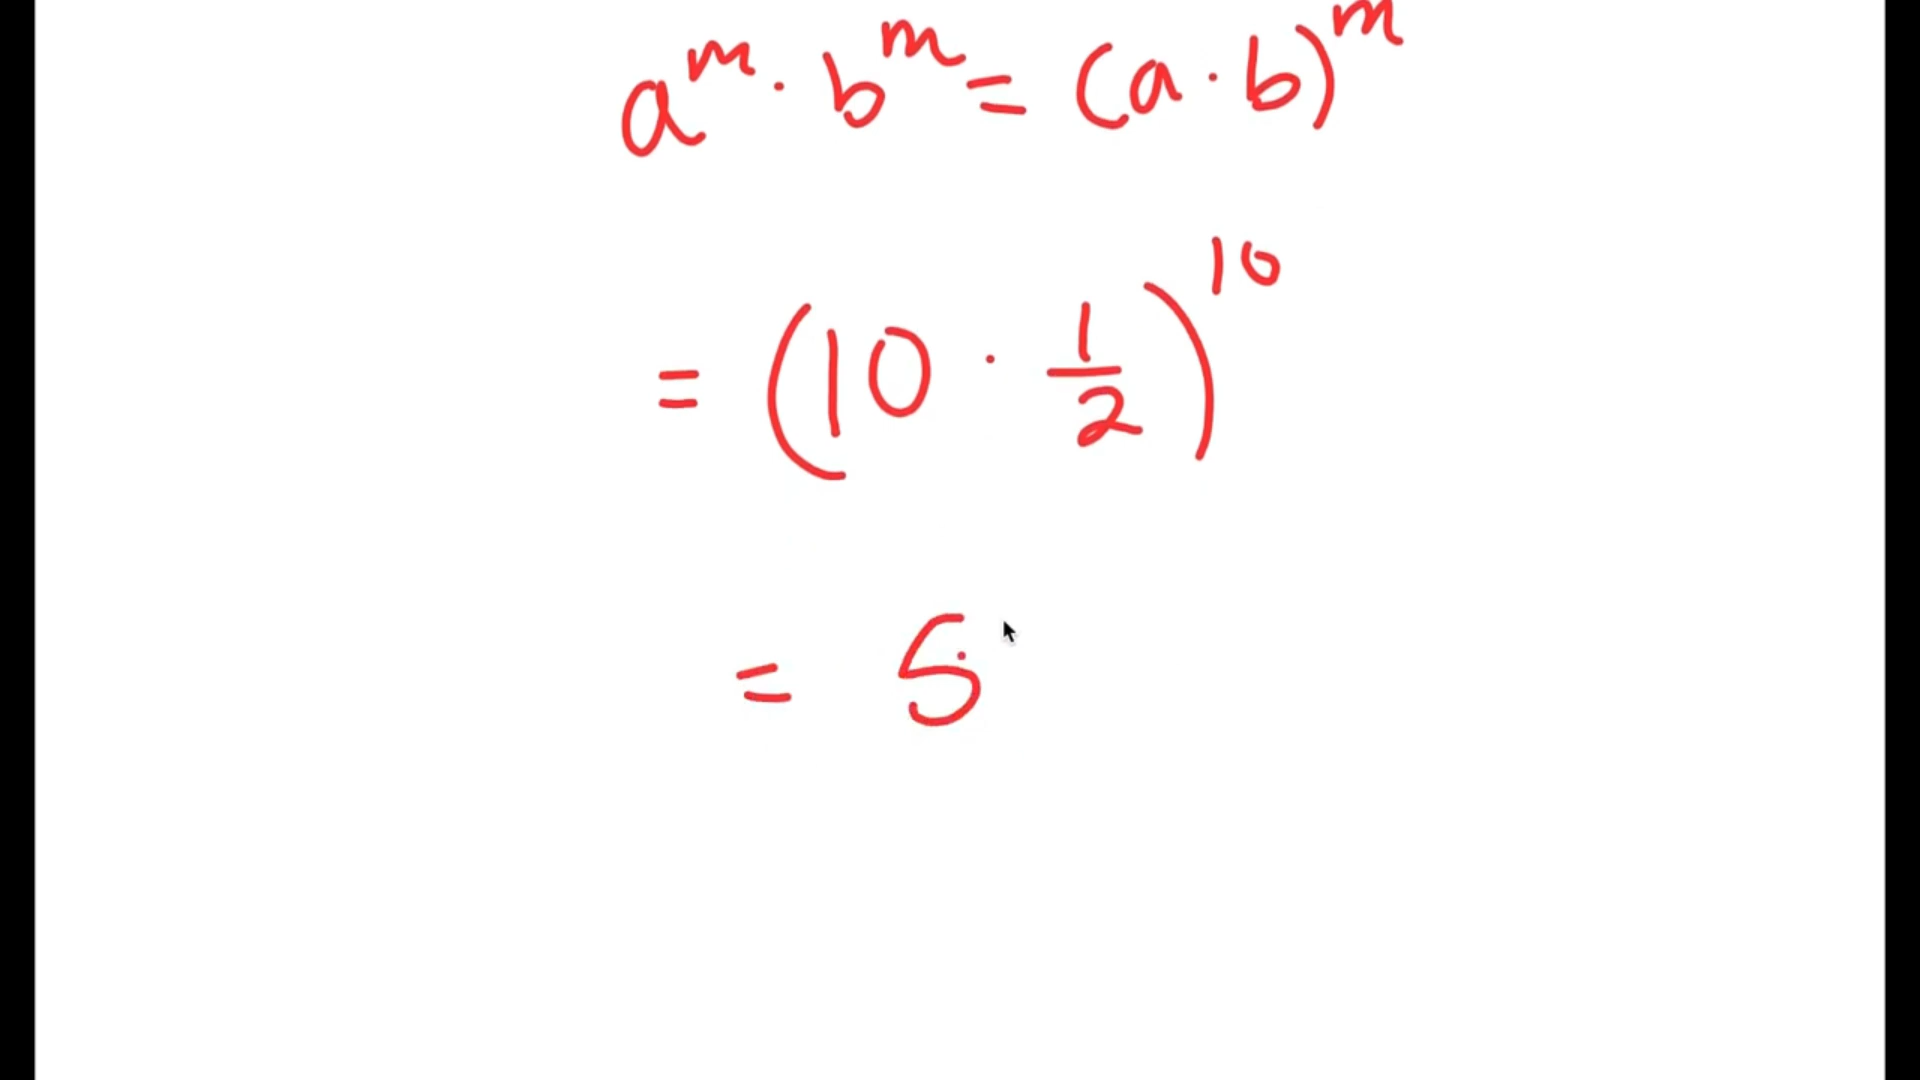 a^m · b^m = (a · b)^m
= (10 · 1/2)^10
= 5